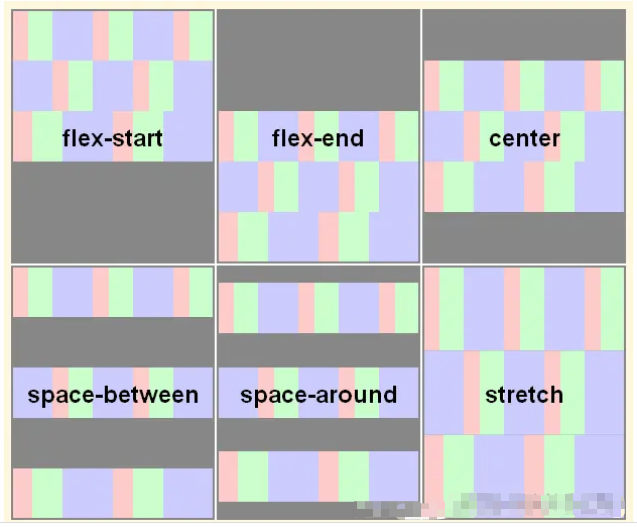 flex-start
flex-end
center
space-between
space-around
stretch